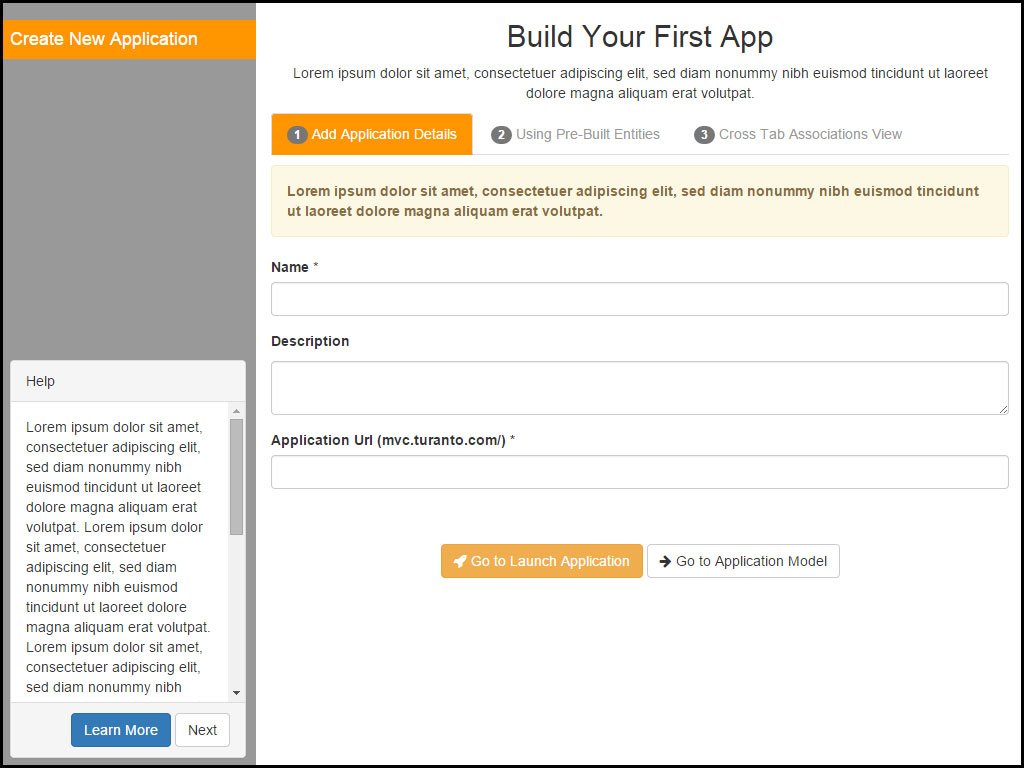 Create New Application
Help
Lorem ipsum dolor sit amet,
consectetuer adipiscing elit,
sed diam nonummy nibh
euismod tincidunt ut laoreet
dolore magna aliquam erat
volutpat. Lorem ipsum dolor
sit amet, consectetuer
adipiscing elit, sed diam
nonummy nibh euismod
tincidunt ut laoreet dolore
magna aliquam erat volutpat.
Lorem ipsum dolor sit amet,
consectetuer adipiscing elit,
sed diam nonummy nibh
Learn More Next
Build Your First App
Lorem ipsum dolor sit amet, consectetuer adipiscing elit, sed diam nonummy nibh euismod tincidunt ut laoreet
dolore magna aliquam erat volutpat.
1 Add Application Details 2 Using Pre-Built Entities 3 Cross Tab Associations View
Lorem ipsum dolor sit amet, consectetuer adipiscing elit, sed diam nonummy nibh euismod tincidunt
ut laoreet dolore magna aliquam erat volutpat.
Name *
Description
Application Url (mvc.turanto.com/) *
Go to Launch Application Go to Application Model